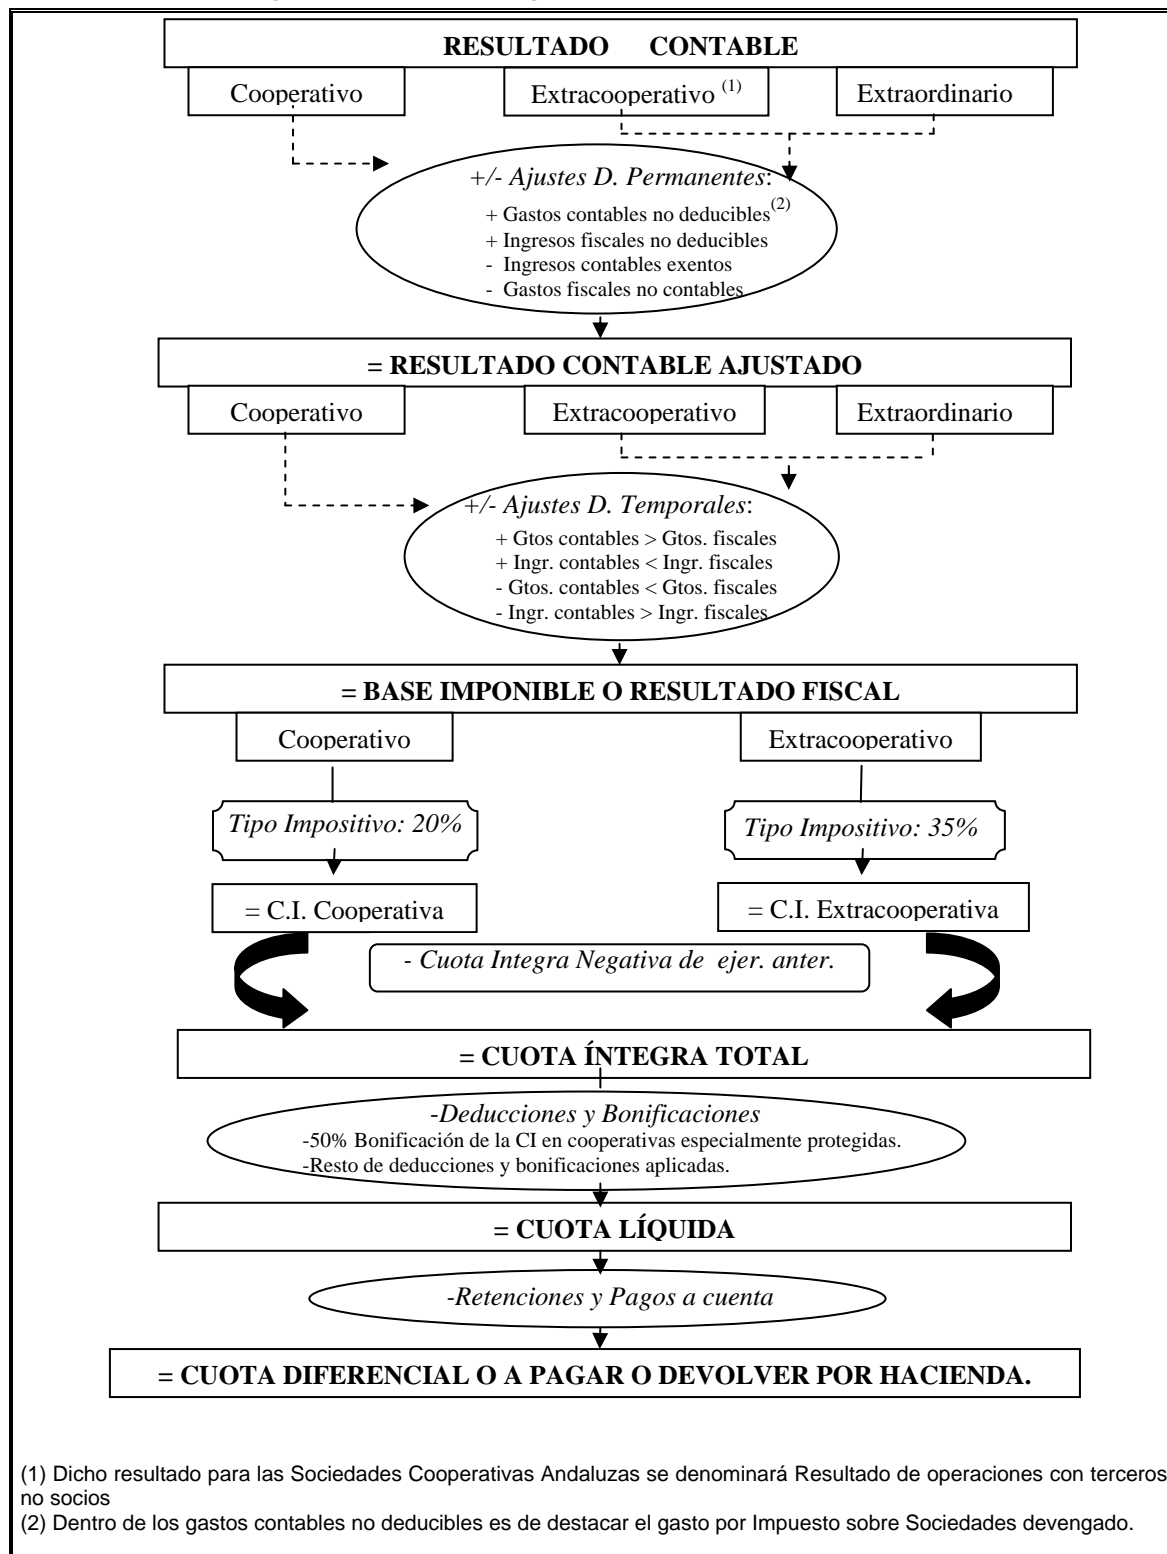 RESULTADO CONTABLE
Cooperativo Extracooperativo (1) Extraordinario
+/- Ajustes D. Permanentes:
+ Gastos contables no deducibles(2)
+ Ingresos fiscales no deducibles
- Ingresos contables exentos
- Gastos fiscales no contables
= RESULTADO CONTABLE AJUSTADO
Cooperativo Extracooperativo Extraordinario
+/- Ajustes D. Temporales:
+ Gtos contables > Gtos. fiscales
+ Ingr. contables < Ingr. fiscales
- Gtos. contables < Gtos. fiscales
- Ingr. contables > Ingr. fiscales
= BASE IMPONIBLE O RESULTADO FISCAL
Cooperativo Extracooperativo
Tipo Impositivo: 20% Tipo Impositivo: 35%
= C.I. Cooperativa = C.I. Extracooperativa
- Cuota Integra Negativa de ejer. anter.
= CUOTA ÍNTEGRA TOTAL
-Deducciones y Bonificaciones
-50% Bonificación de la CI en cooperativas especialmente protegidas.
-Resto de deducciones y bonificaciones aplicadas.
= CUOTA LÍQUIDA
-Retenciones y Pagos a cuenta
= CUOTA DIFERENCIAL O A PAGAR O DEVOLVER POR HACIENDA.
(1) Dicho resultado para las Sociedades Cooperativas Andaluzas se denominará Resultado de operaciones con terceros
no socios
(2) Dentro de los gastos contables no deducibles es de destacar el gasto por Impuesto sobre Sociedades devengado.